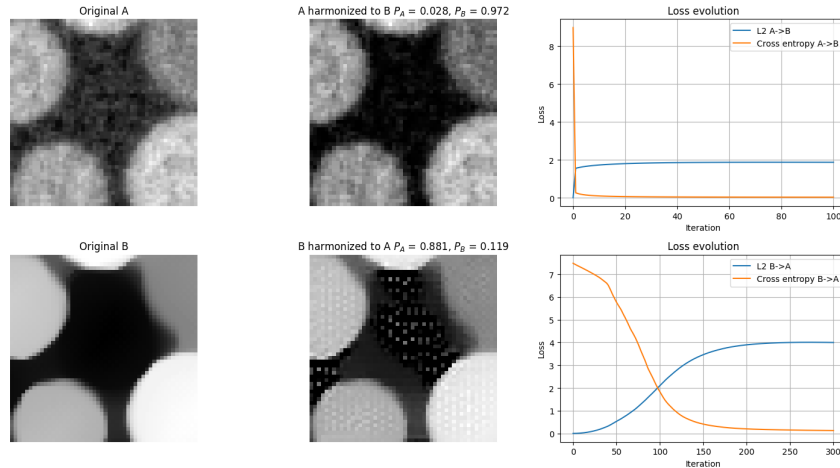 Original A
A harmonized to B P_A = 0.028, P_B = 0.972
Loss evolution
L2 A->B
Cross entropy A->B
8
6
4
2
0
Loss
0 20 40 60 80 100
Iteration
Original B
B harmonized to A P_A = 0.881, P_B = 0.119
Loss evolution
L2 B->A
Cross entropy B->A
7
6
5
4
3
2
1
0
Loss
0 50 100 150 200 250 300
Iteration